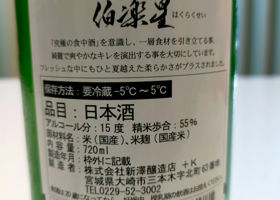 伯楽星
はくらくせい
「究極の食中酒」を意識し、一層食材を引き立てる事、
綺麗で爽やかなキレを演出する事を大切にしています。
フレッシュな中にもひと夏越えた柔らかさがプラスされました。
保存方法：要冷蔵－5℃～5℃
品目：日本酒
アルコール分：15度 精米歩合：55%
原材料：米（国産）、米麹（国産米）
内容量：720ml
製造年月：枠外に記載
製造者：株式会社新澤醸造店 ＋K
宮城県大崎市三本木字北町63番地
TEL0229-52-3002